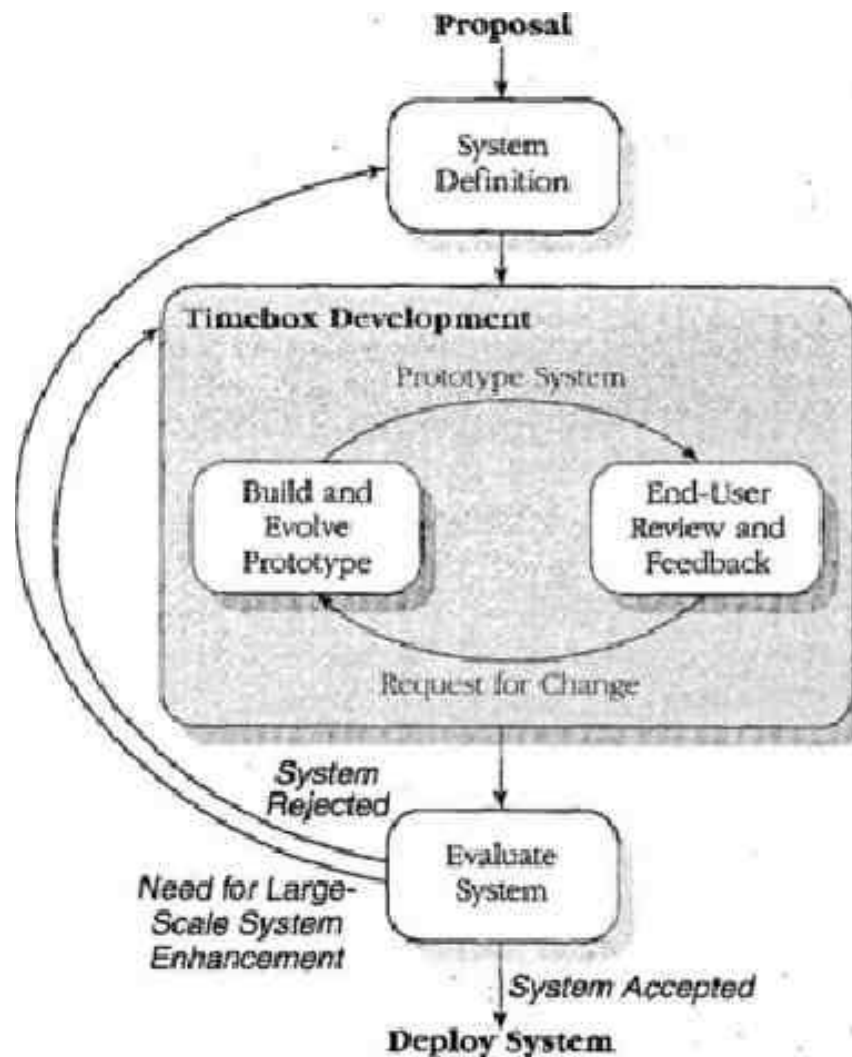 Proposal
System
Definition
Timebox Development
Prototype System
Build and
Evolve
Prototype
End-User
Review and
Feedback
Request for Change
System
Rejected
Evaluate
System
Need for Large-
Scale System
Enhancement
System Accepted
Deploy System